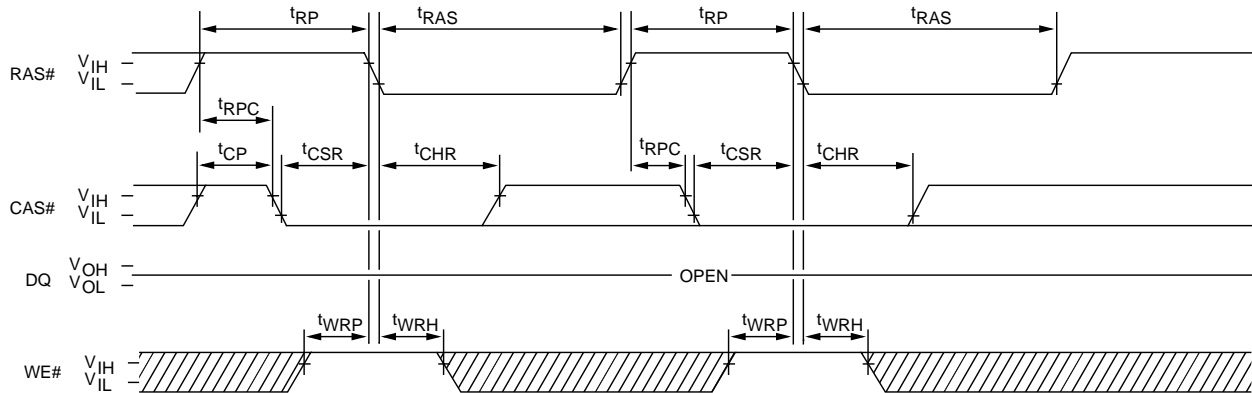 tRP tRAS tRP tRAS
RAS# VIH
VIL
tRPC
tCP tCSR tCHR tRPC tCSR tCHR
CAS# VIH
VIL
DQ VOH
VOL
OPEN
tWRP tWRH tWRP tWRH
WE# VIH
VIL